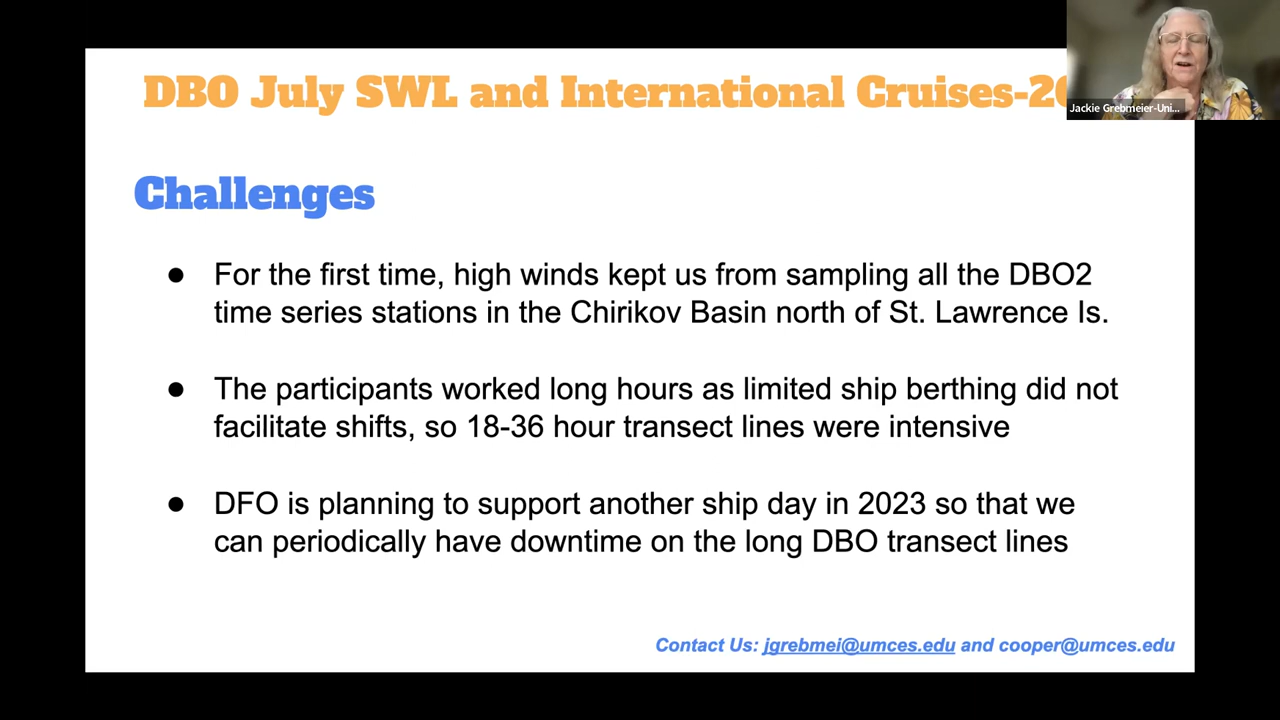 DBO July SWL and International Cruises-20
Jackie Grebmeier-Uni...
Challenges
● For the first time, high winds kept us from sampling all the DBO2
time series stations in the Chirikov Basin north of St. Lawrence Is.
● The participants worked long hours as limited ship berthing did not
facilitate shifts, so 18-36 hour transect lines were intensive
● DFO is planning to support another ship day in 2023 so that we
can periodically have downtime on the long DBO transect lines
Contact Us: jgrebmei@umces.edu and cooper@umces.edu